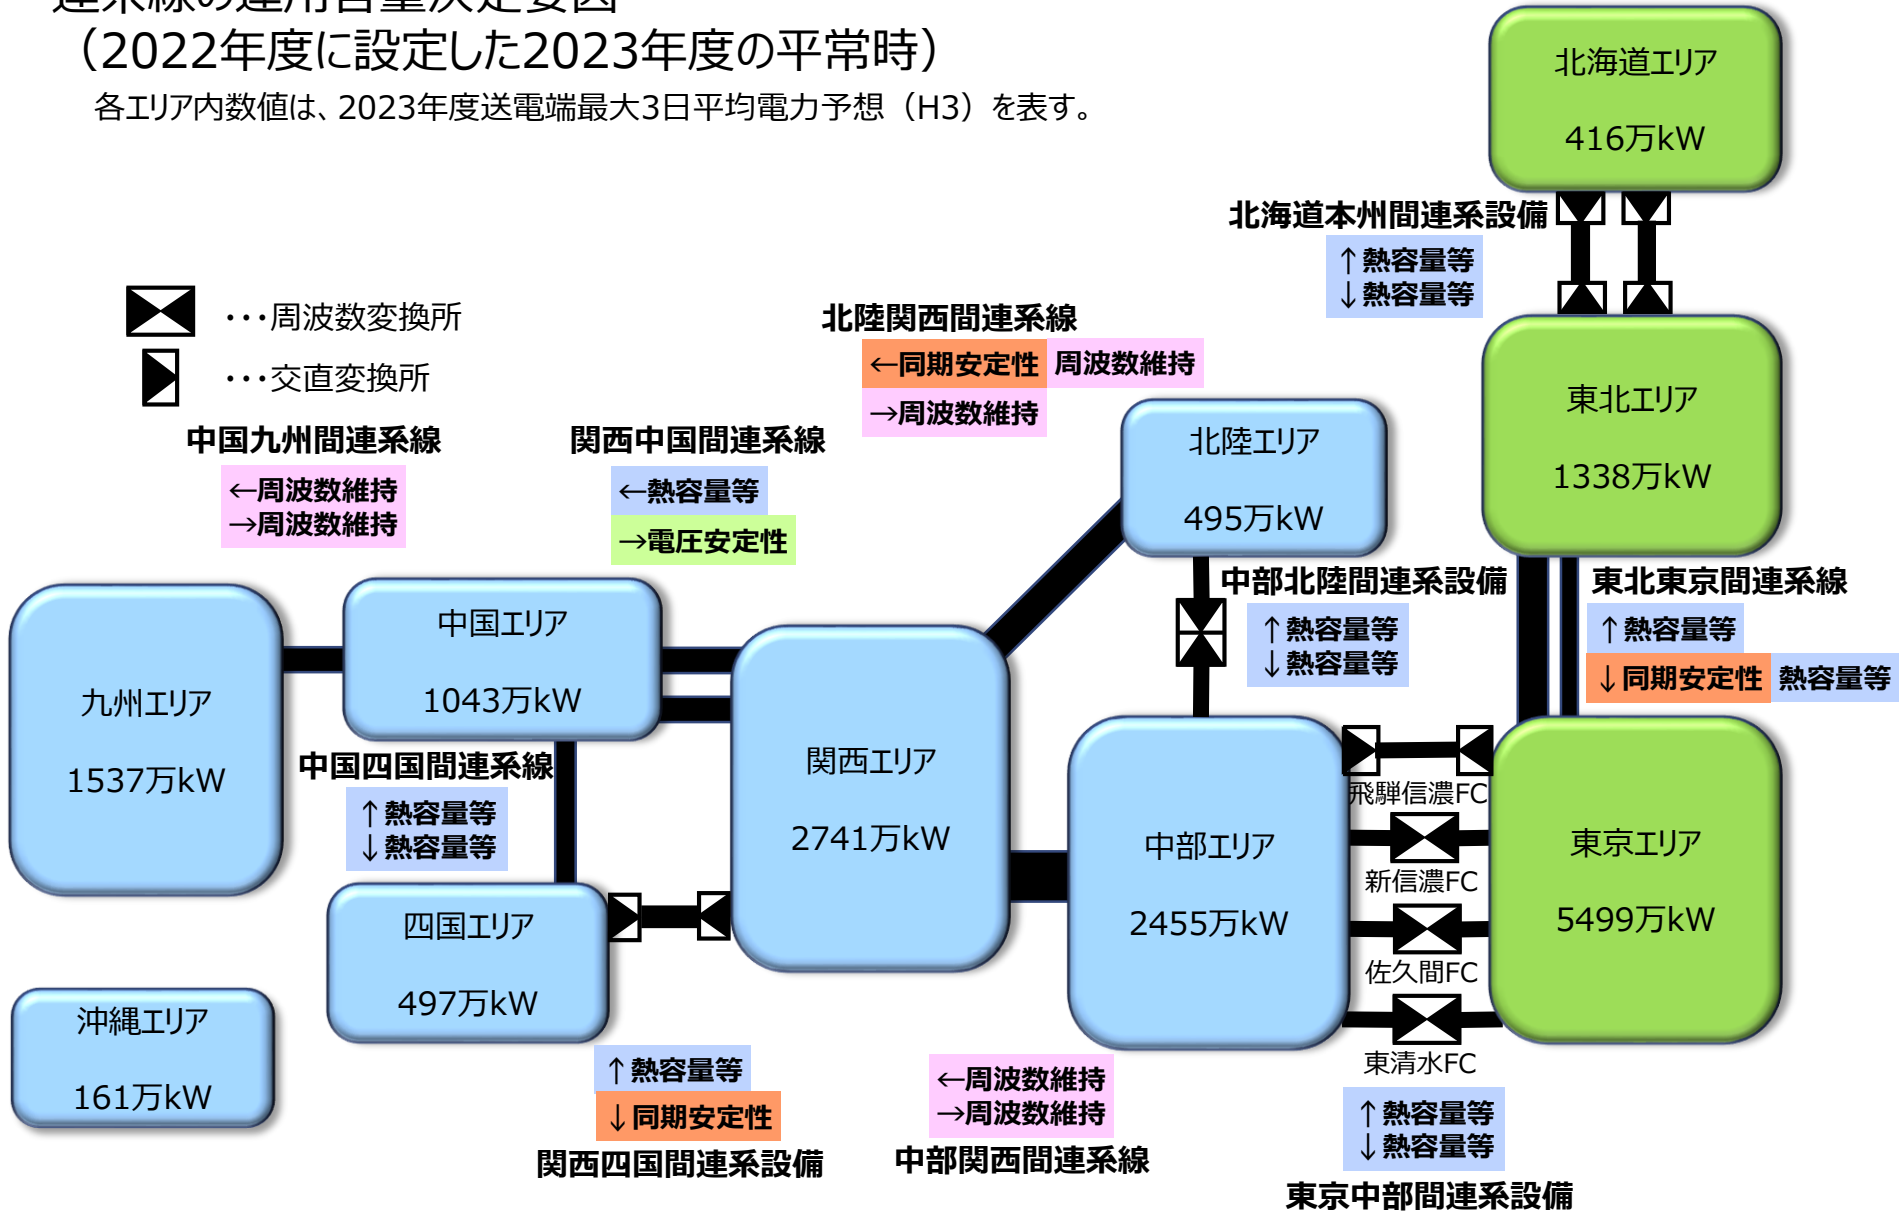 連系線の運用容量決定要因
（2022年度に設定した2023年度の平常時）
各エリア内数値は、2023年度送電端最大3日平均電力予想（H3）を表す。
北海道エリア
416万kW
北海道本州間連系設備
↑熱容量等
↓熱容量等
・・・周波数変換所
・・・交直変換所
北陸関西間連系線
←同期安定性 周波数維持
→周波数維持
中国九州間連系線
←周波数維持
→周波数維持
関西中国間連系線
←熱容量等
→電圧安定性
北陸エリア
495万kW
東北エリア
1338万kW
中部北陸間連系設備
↑熱容量等
↓熱容量等
東北東京間連系線
↑熱容量等
↓同期安定性 熱容量等
九州エリア
1537万kW
中国エリア
1043万kW
中国四国間連系線
↑熱容量等
↓熱容量等
関西エリア
2741万kW
中部エリア
2455万kW
飛騨信濃FC
新信濃FC
佐久間FC
東清水FC
東京エリア
5499万kW
四国エリア
497万kW
沖縄エリア
161万kW
↑熱容量等
↓同期安定性
関西四国間連系設備
←周波数維持
→周波数維持
中部関西間連系線
↑熱容量等
↓熱容量等
東京中部間連系設備